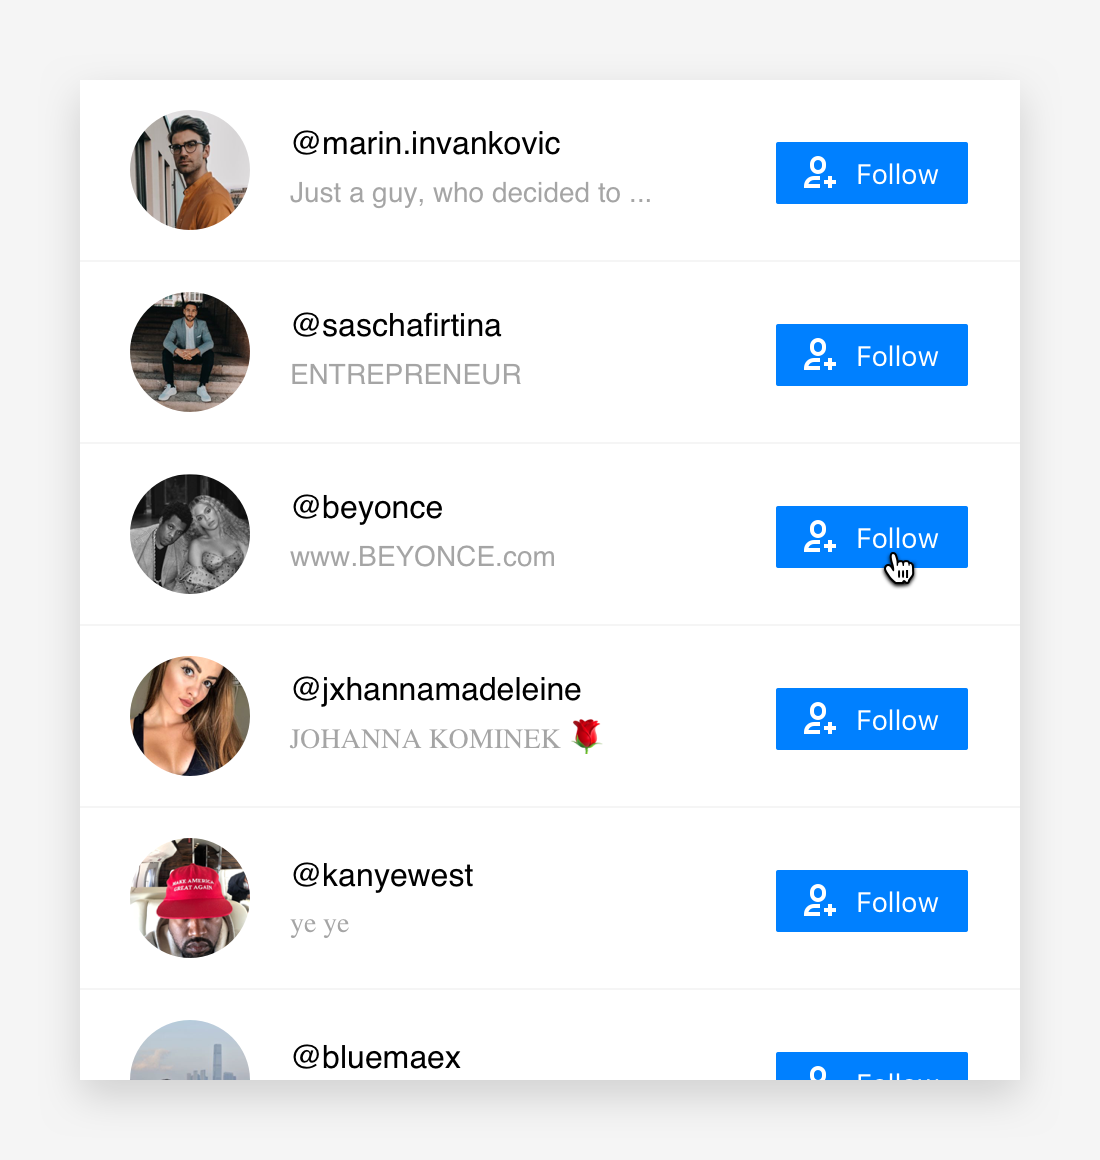 @marin.invankovic
Just a guy, who decided to ...
Follow
@saschafirtina
ENTREPRENEUR
Follow
@beyonce
www.BEYONCE.com
Follow
@jxhannamadeleine
JOHANNA KOMINEK 🌹
Follow
MAKE AMERICA
GREAT AGAIN
@kanyewest
ye ye
Follow
@bluemaex
Follow